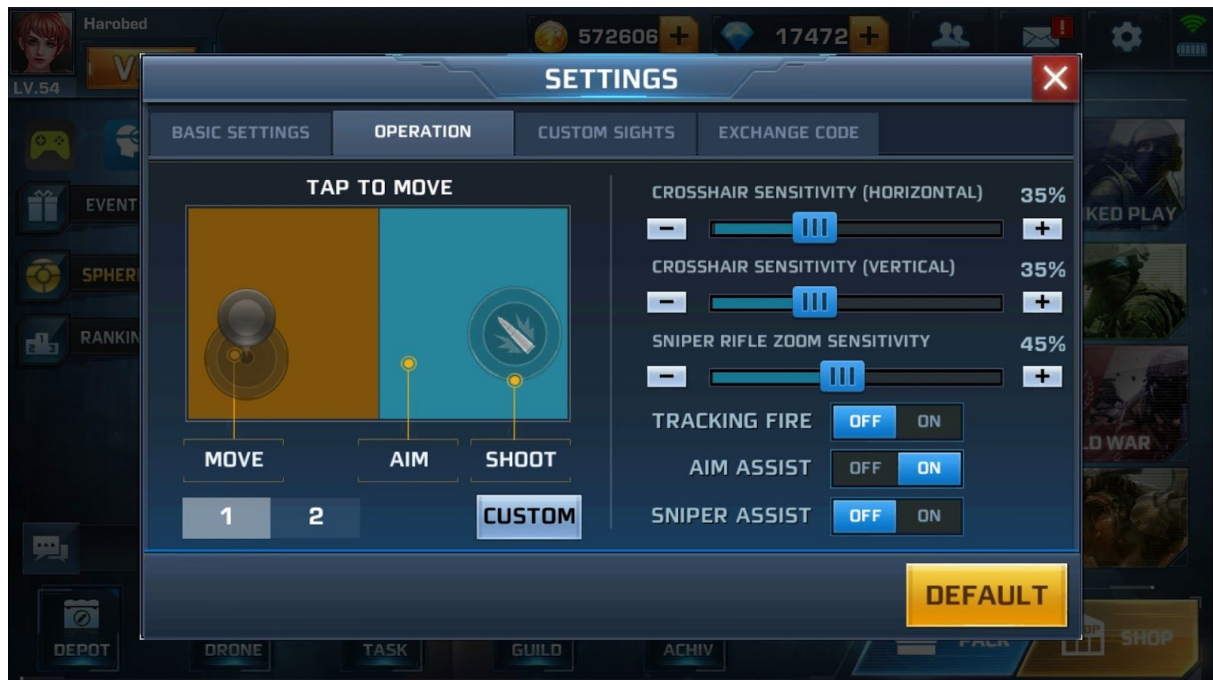 Harobed
LV.54
V
572606
17472
SETTINGS
BASIC SETTINGS
OPERATION
CUSTOM SIGHTS
EXCHANGE CODE
TAP TO MOVE
MOVE
AIM
SHOOT
1
2
CUSTOM
CROSSHAIR SENSITIVITY (HORIZONTAL) 35%
CROSSHAIR SENSITIVITY (VERTICAL) 35%
SNIPER RIFLE ZOOM SENSITIVITY 45%
TRACKING FIRE OFF ON
AIM ASSIST OFF ON
SNIPER ASSIST OFF ON
DEFAULT
EVENT
SPHER
RANKIN
KED PLAY
D WAR
DEPOT
DRONE
TASK
GUILD
ACHIV
PACK
SHOP